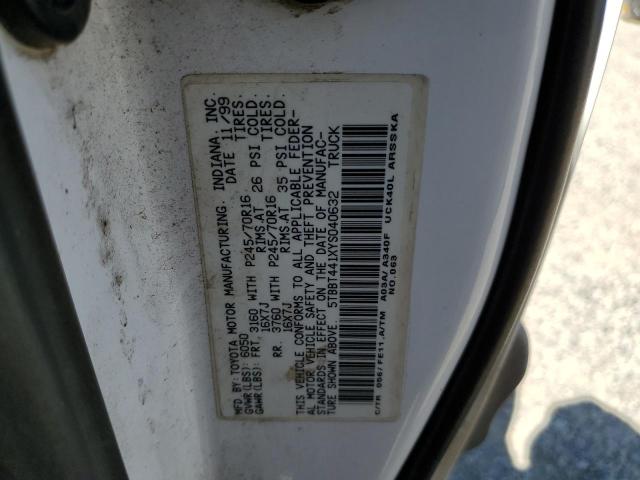 MFD.BY:TOYOTA MOTOR MANUFACTURING, INDIANA, INC.
GVWR(LBS): 6050 DATE 11/99
GAWR(LBS): FRT, 3160 WITH P245/70R16 TIRES.
16X7J RIMS.AT 26 PSI COLD.
RR. 3760 WITH P245/70R16 TIRES.
16X7J RIMS.AT 35 PSI COLD.
THIS VEHICLE CONFORMS TO ALL APPLICABLE FEDER-
AL MOTOR VEHICLE SAFETY AND THEFT PREVENTION
STANDARDS IN EFFECT ON THE DATE OF MANUFAC-
TURE SHOWN ABOVE. 5TBBT441XYS040632 TRUCK
C/TR 056/FE11,A/TM A03A/A340F UCK40L ARSSKA
NO.063